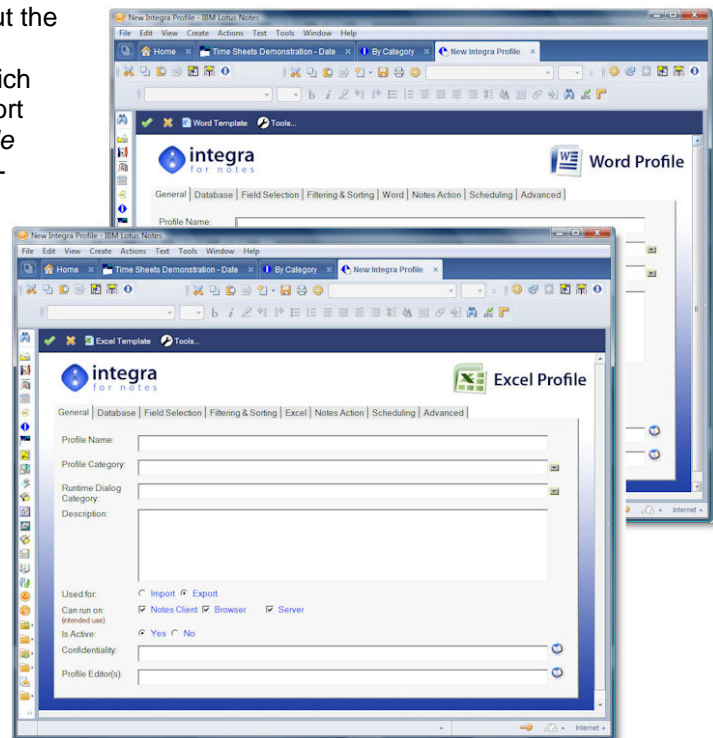 ut the
ich
ort
le
-
New Integra Profile - IBM Lotus Notes
File Edit View Create Actions Text Tools Window Help
Home Time Sheets Demonstration - Date By Category New Integra Profile
Word Template Tools...
integra
for notes
Word Profile
General Database Field Selection Filtering & Sorting Word Notes Action Scheduling Advanced
Profile Name:
Internet
New Integra Profile - IBM Lotus Notes
File Edit View Create Actions Text Tools Window Help
Home Time Sheets Demonstration - Date By Category New Integra Profile
Excel Template Tools...
integra
for notes
Excel Profile
General Database Field Selection Filtering & Sorting Excel Notes Action Scheduling Advanced
Profile Name:
Profile Category:
Runtime Dialog
Category:
Description:
Used for: Import Export
Can run on: Notes Client Browser Server
(intended use)
Is Active: Yes No
Confidentiality:
Profile Editor(s):
Internet